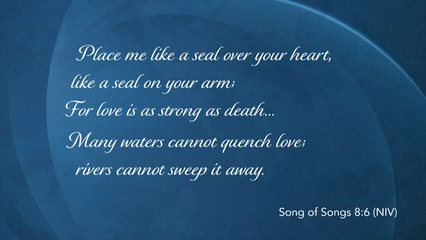 Place me like a seal over your heart,
like a seal on your arm;
For love is as strong as death...
Many waters cannot quench love;
rivers cannot sweep it away.
Song of Songs 8:6 (NIV)